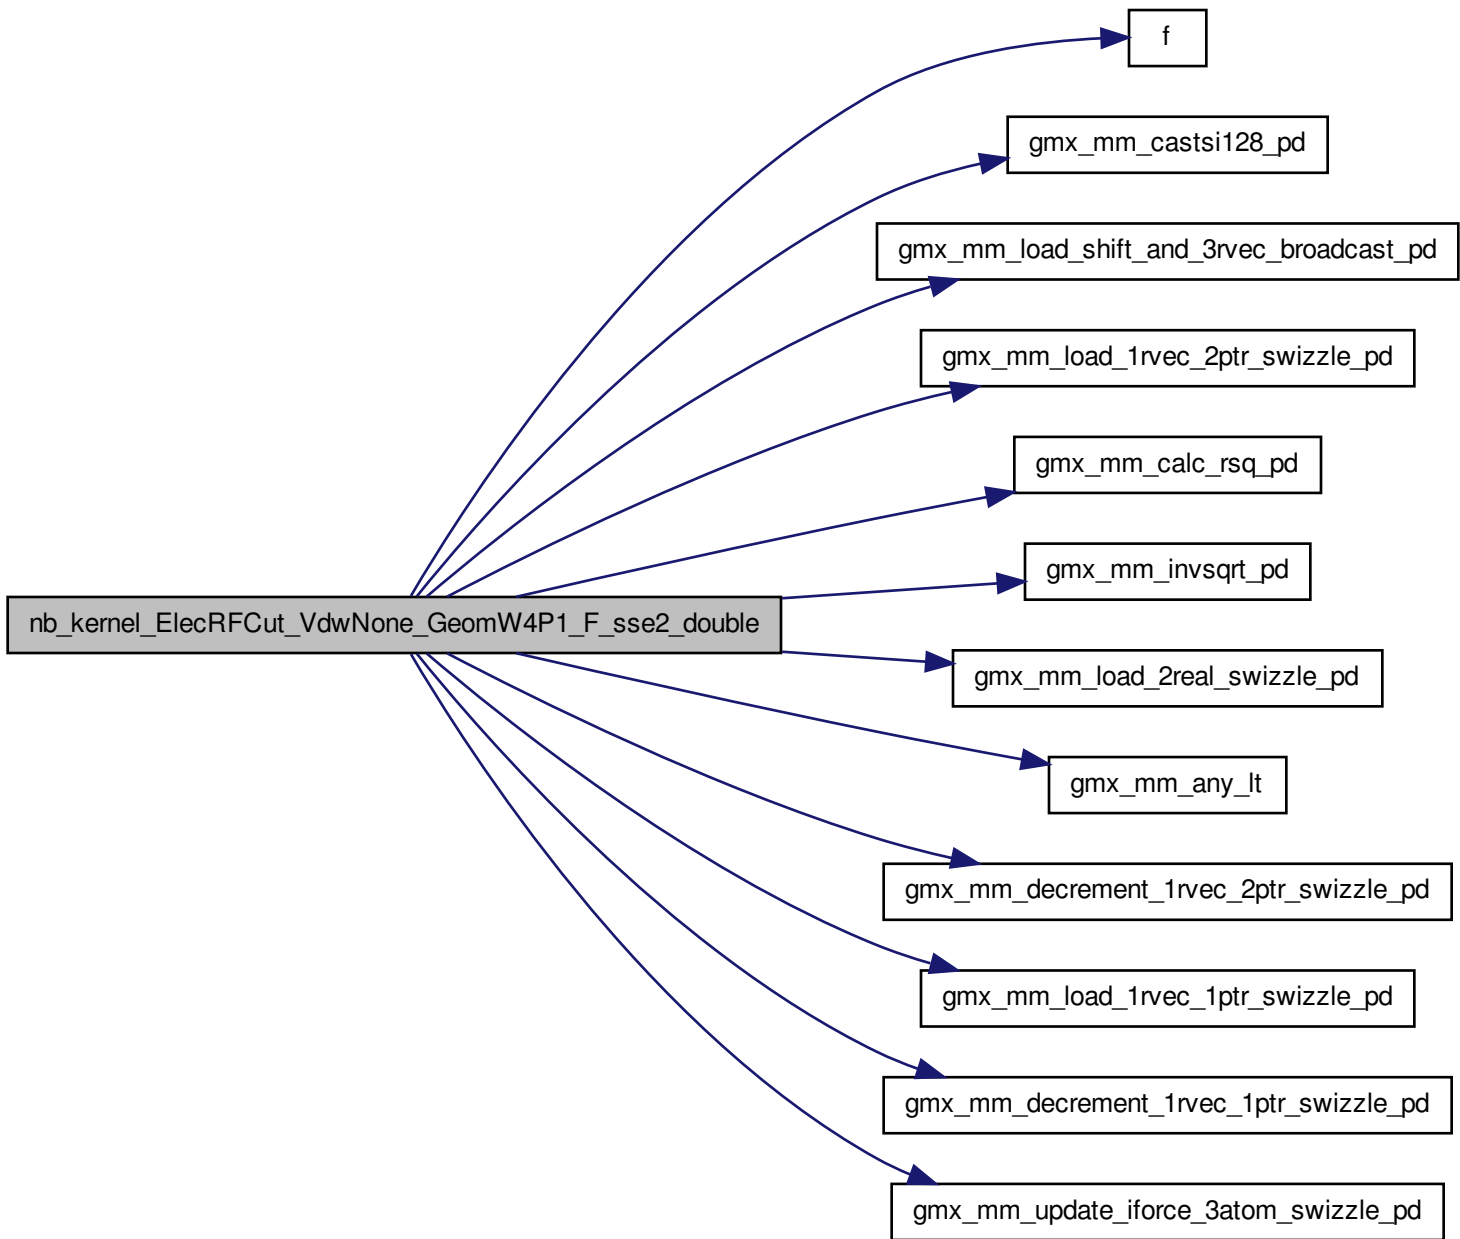 f
gmx_mm_castsi128_pd
gmx_mm_load_shift_and_3rvec_broadcast_pd
gmx_mm_load_1rvec_2ptr_swizzle_pd
gmx_mm_calc_rsq_pd
gmx_mm_invsqrt_pd
nb_kernel_ElecRFCut_VdwNone_GeomW4P1_F_sse2_double
gmx_mm_load_2real_swizzle_pd
gmx_mm_any_lt
gmx_mm_decrement_1rvec_2ptr_swizzle_pd
gmx_mm_load_1rvec_1ptr_swizzle_pd
gmx_mm_decrement_1rvec_1ptr_swizzle_pd
gmx_mm_update_iforce_3atom_swizzle_pd